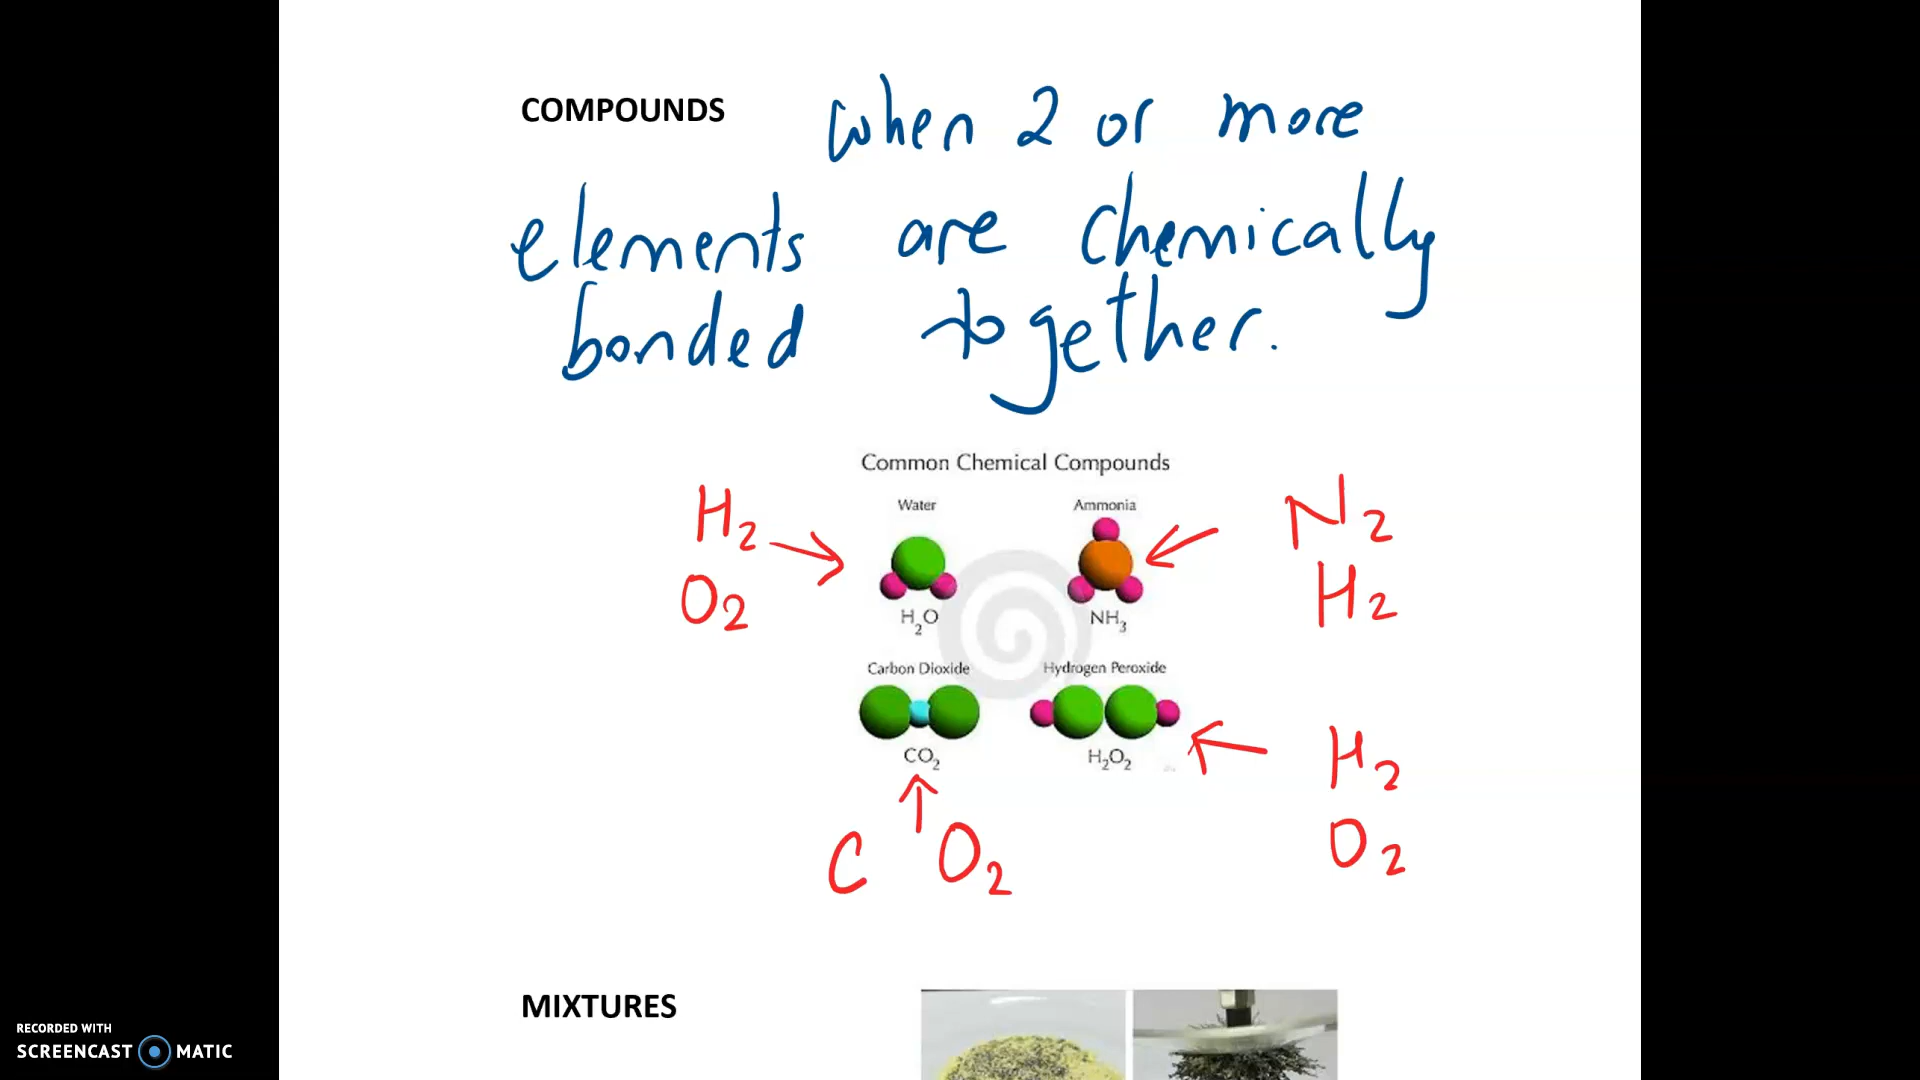 COMPOUNDS when 2 or more
elements are chemically
bonded together.
Common Chemical Compounds
Water Ammonia
H₂ N₂
O₂ H₂
H₂O NH₃
Carbon Dioxide Hydrogen Peroxide
CO₂ H₂O₂ H₂
C O₂ O₂
MIXTURES
RECORDED WITH
SCREENCAST MATIC